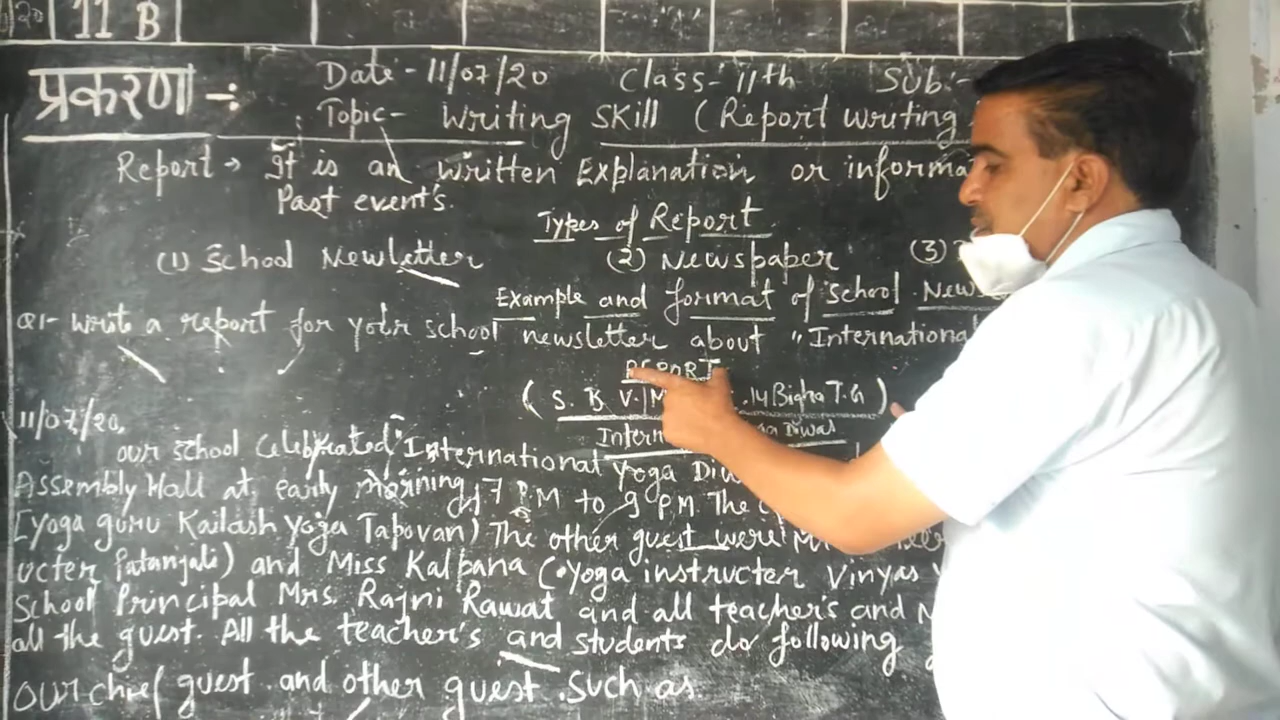 11 B
प्रकरण -: Date - 11/07/20 Class- 11th Sub:-
Topic- Writing SKill (Report writing
Report → It is an written Explanation or informa
Past event's.
Types of Report
(1) School Newsletter (2) Newspaper (3)
Example and format of school News
Q1- Write a report for your school newsletter about "International
REPORT
(S. B. V. M 14 Bigha T.G)
Intern ga Diwas
11/07/20,
our school Celebrated International Yoga Diw
Assembly Hall at early morning 7 P.M to 9 P.M. The
[yoga guru Kailash yoga Tapovan) The other guest were
ucter Patanjali) and Miss Kalpana (yoga instructer Vinyas
School Principal Mrs. Rajni Rawat and all teacher's and
all the guest. All the teacher's and students do following
our chief guest and other guest such as